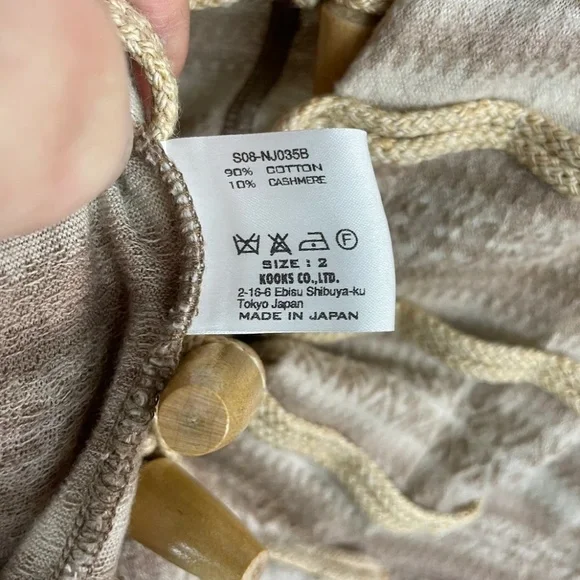 S08-NJ035B
90% COTTON
10% CASHMERE
F
SIZE : 2
KOOKS CO.,LTD.
2-16-6 Ebisu Shibuya-ku
Tokyo Japan
MADE IN JAPAN